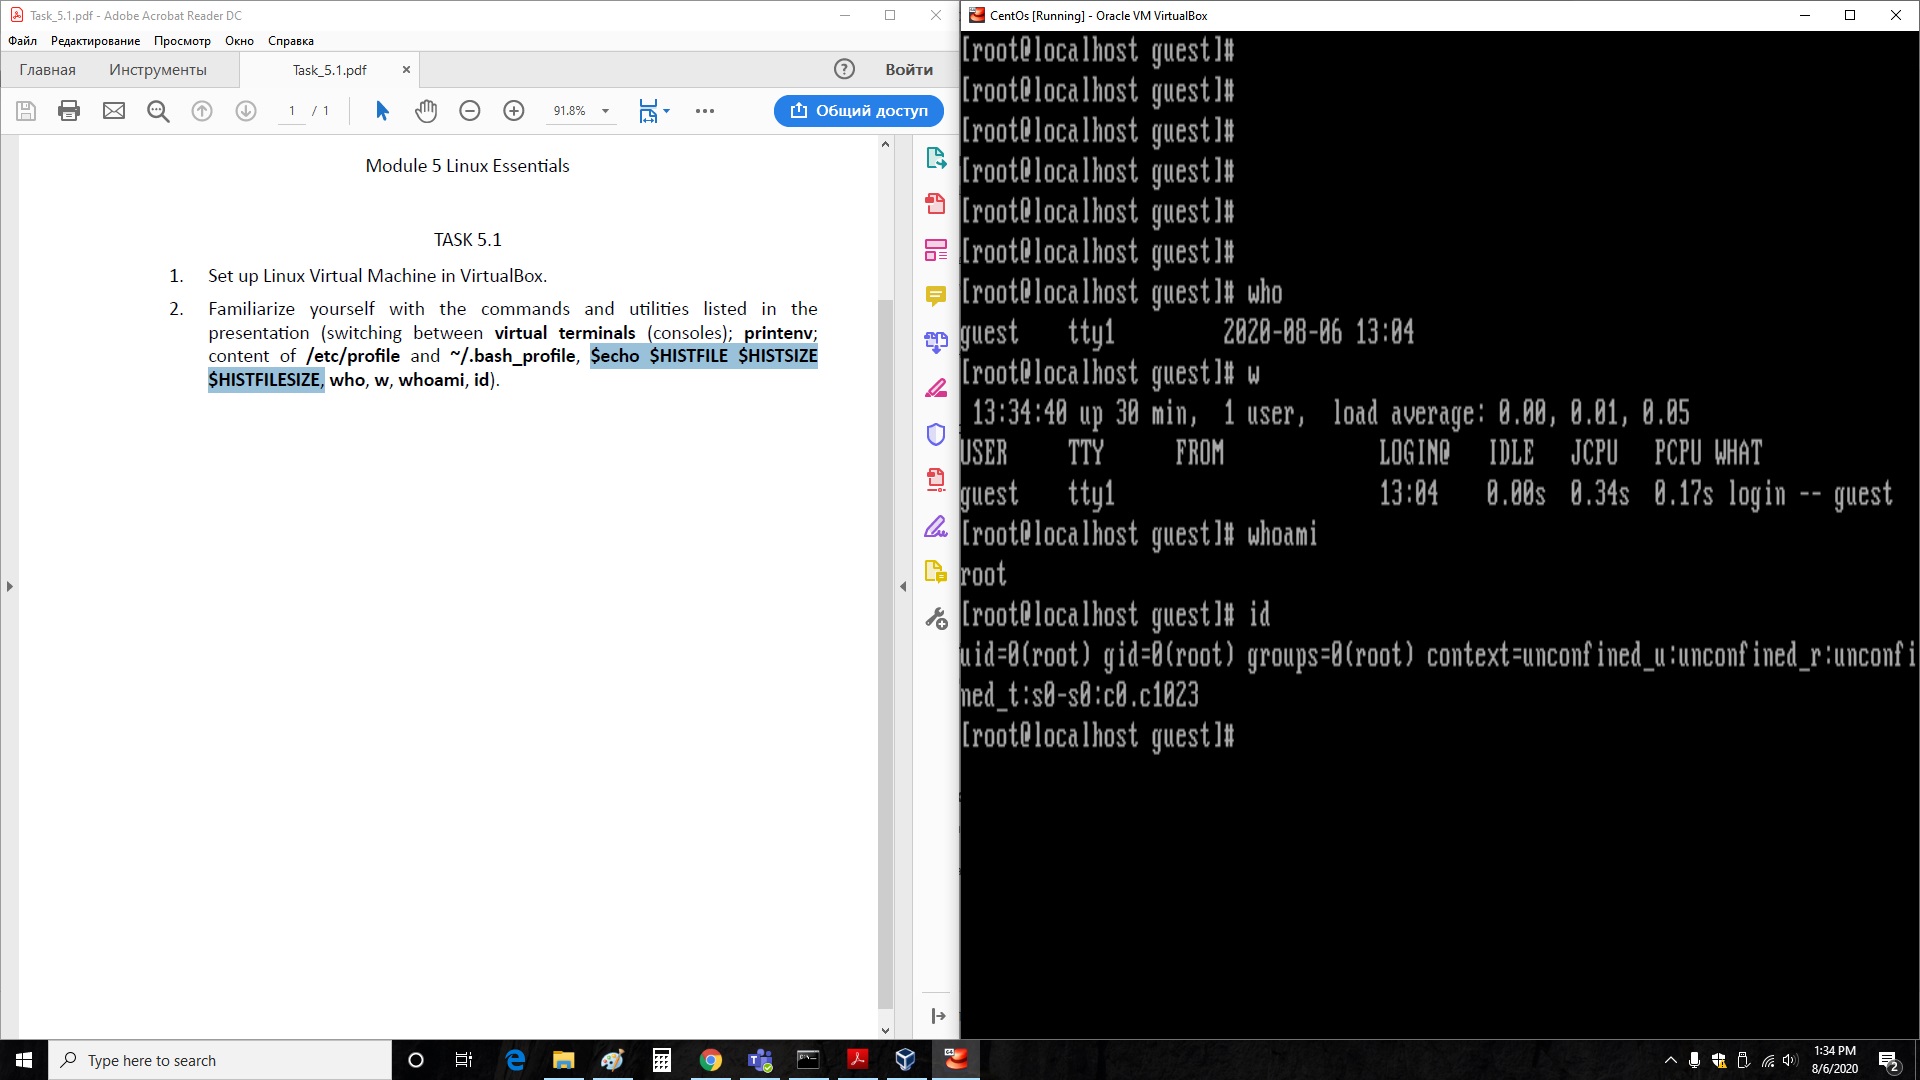 Task_5.1.pdf - Adobe Acrobat Reader DC
Файл Редактирование Просмотр Окно Справка
Главная Инструменты Task_5.1.pdf × ? Войти
1 / 1 91.8% Общий доступ
Module 5 Linux Essentials
TASK 5.1
1. Set up Linux Virtual Machine in VirtualBox.
2. Familiarize yourself with the commands and utilities listed in the
presentation (switching between virtual terminals (consoles); printenv;
content of /etc/profile and ~/.bash_profile, $echo $HISTFILE $HISTSIZE
$HISTFILESIZE, who, w, whoami, id).
CentOs [Running] - Oracle VM VirtualBox
[root@localhost guest]#
[root@localhost guest]#
[root@localhost guest]#
[root@localhost guest]#
[root@localhost guest]#
[root@localhost guest]#
[root@localhost guest]# who
guest tty1 2020-08-06 13:04
[root@localhost guest]# w
13:34:40 up 30 min, 1 user, load average: 0.00, 0.01, 0.05
USER TTY FROM LOGIN@ IDLE JCPU PCPU WHAT
guest tty1 13:04 0.00s 0.34s 0.17s login -- guest
[root@localhost guest]# whoami
root
[root@localhost guest]# id
uid=0(root) gid=0(root) groups=0(root) context=unconfined_u:unconfined_r:unconfi
ned_t:s0-s0:c0.c1023
[root@localhost guest]#
Type here to search
1:34 PM
8/6/2020
2